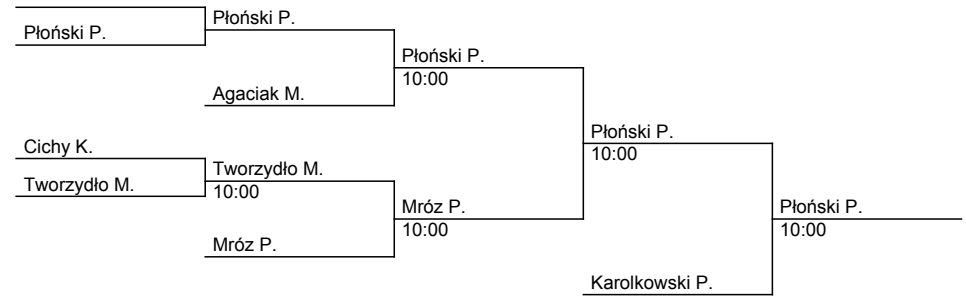 Płoński P.
Płoński P.
Płoński P.
10:00
Agaciak M.
Płoński P.
10:00
Cichy K.
Tworzydło M.
Tworzydło M.
10:00
Mróz P.
10:00
Płoński P.
10:00
Mróz P.
Karolkowski P.